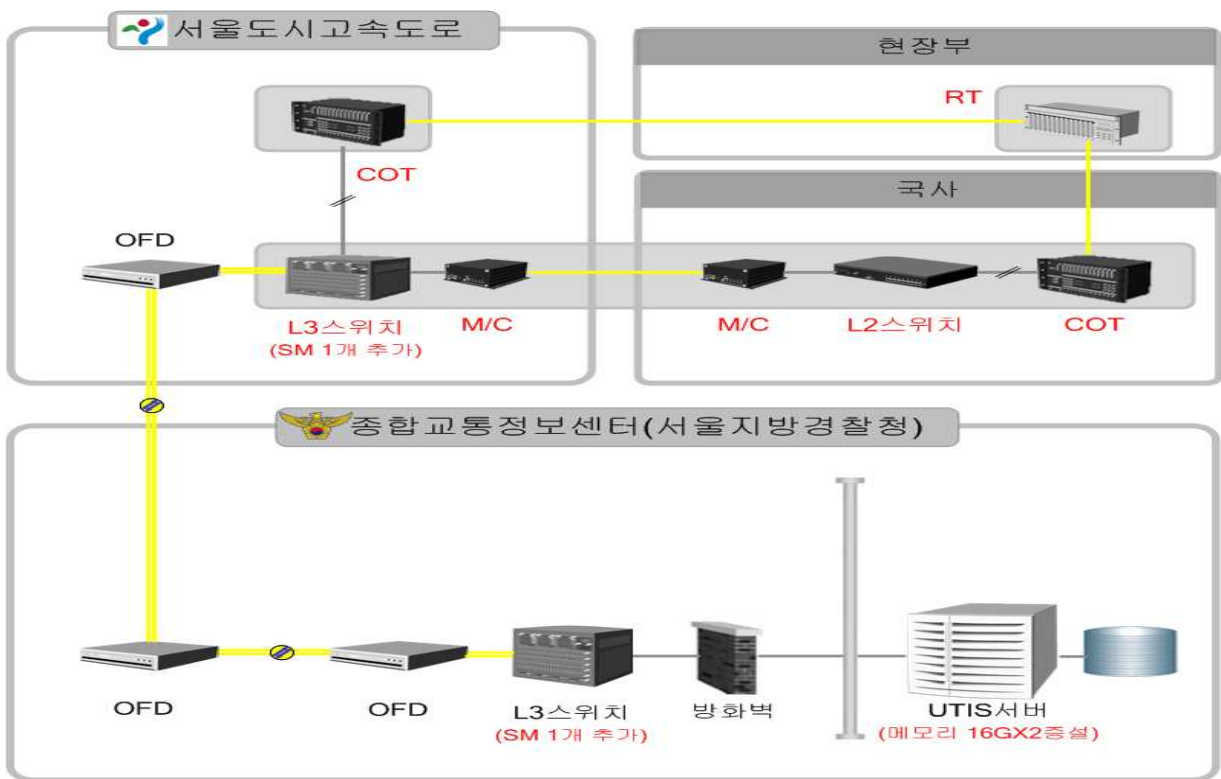 서울도시고속도로
현장부
RT
COT
국사
OFD
L3스위치
(SM 1개 추가)
M/C
M/C
L2스위치
COT
종합교통정보센터(서울지방경찰청)
OFD
OFD
L3스위치
(SM 1개 추가)
방화벽
UTIS서버
(메모리 16GX2증설)